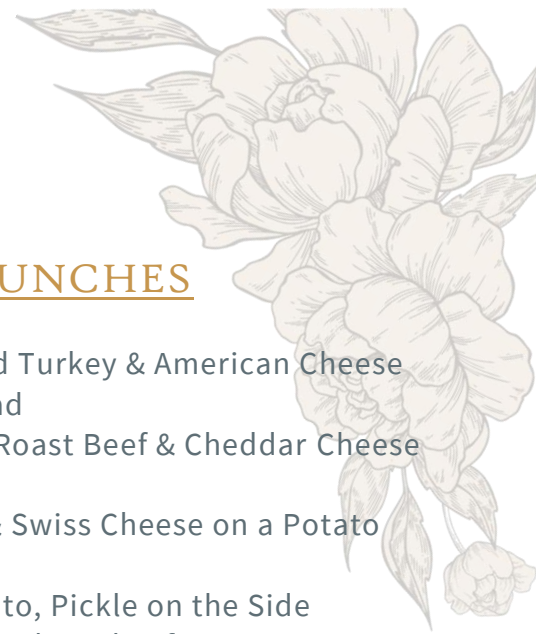 UNCHES
d Turkey & American Cheese
nd
Roast Beef & Cheddar Cheese
& Swiss Cheese on a Potato
to, Pickle on the Side